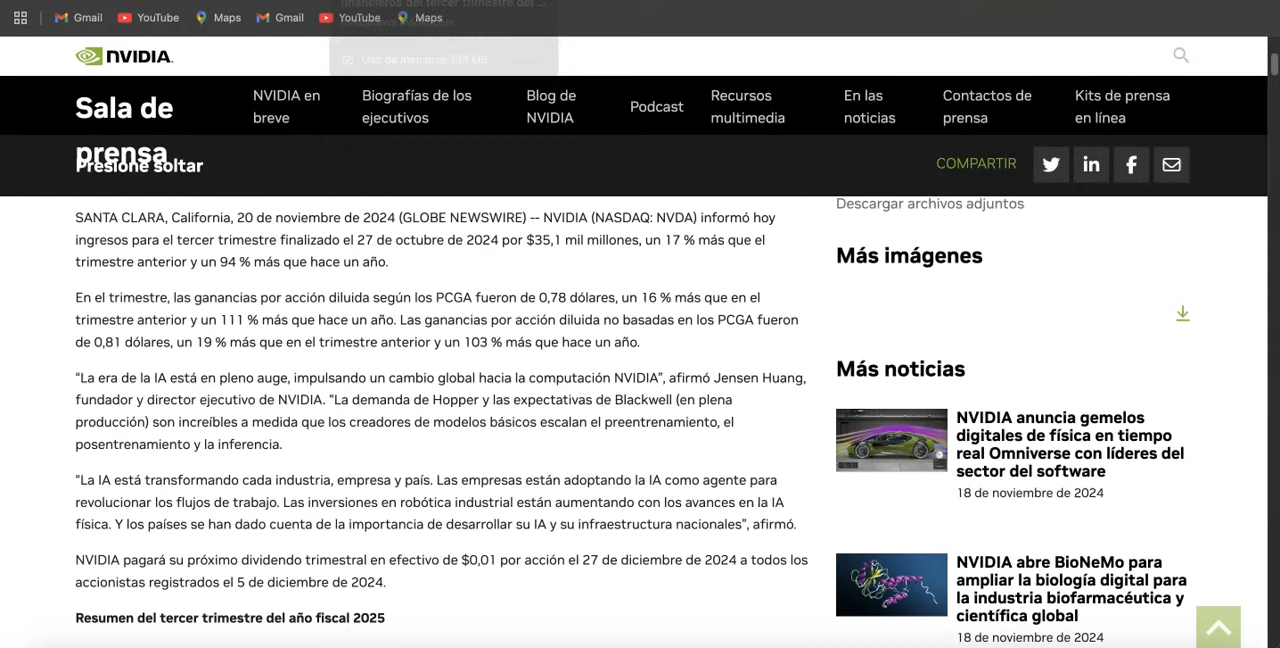 Gmail YouTube Maps Gmail YouTube Maps
financieros del tercer trimestre del ...
NVIDIA.
Sala de prensa
NVIDIA en breve
Biografías de los ejecutivos
Blog de NVIDIA
Podcast
Recursos multimedia
En las noticias
Contactos de prensa
Kits de prensa en línea
Presione soltar
COMPARTIR
SANTA CLARA, California, 20 de noviembre de 2024 (GLOBE NEWSWIRE) -- NVIDIA (NASDAQ: NVDA) informó hoy
ingresos para el tercer trimestre finalizado el 27 de octubre de 2024 por $35,1 mil millones, un 17 % más que el
trimestre anterior y un 94 % más que hace un año.
En el trimestre, las ganancias por acción diluida según los PCGA fueron de 0,78 dólares, un 16 % más que en el
trimestre anterior y un 111 % más que hace un año. Las ganancias por acción diluida no basadas en los PCGA fueron
de 0,81 dólares, un 19 % más que en el trimestre anterior y un 103 % más que hace un año.
“La era de la IA está en pleno auge, impulsando un cambio global hacia la computación NVIDIA”, afirmó Jensen Huang,
fundador y director ejecutivo de NVIDIA. “La demanda de Hopper y las expectativas de Blackwell (en plena
producción) son increíbles a medida que los creadores de modelos básicos escalan el preentrenamiento, el
posentrenamiento y la inferencia.
“La IA está transformando cada industria, empresa y país. Las empresas están adoptando la IA como agente para
revolucionar los flujos de trabajo. Las inversiones en robótica industrial están aumentando con los avances en la IA
física. Y los países se han dado cuenta de la importancia de desarrollar su IA y su infraestructura nacionales”, afirmó.
NVIDIA pagará su próximo dividendo trimestral en efectivo de $0,01 por acción el 27 de diciembre de 2024 a todos los
accionistas registrados el 5 de diciembre de 2024.
Resumen del tercer trimestre del año fiscal 2025
Descargar archivos adjuntos
Más imágenes
Más noticias
NVIDIA anuncia gemelos
digitales de física en tiempo
real Omniverse con líderes del
sector del software
18 de noviembre de 2024
NVIDIA abre BioNeMo para
ampliar la biología digital para
la industria biofarmacéutica y
científica global
18 de noviembre de 2024